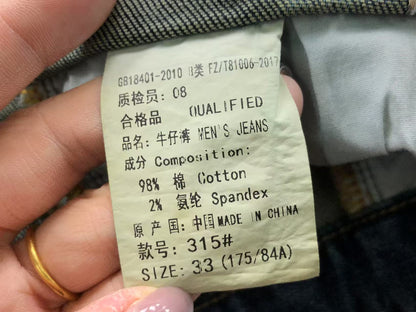 GB18401-2010 B类 FZ/T81006-2017
质检员: 08
合格品 QUALIFIED
品名: 牛仔裤 MEN'S JEANS
成分 Composition:
98% 棉 Cotton
2% 氨纶 Spandex
原产国: 中国 MADE IN CHINA
款号: 315#
SIZE: 33 (175/84A)